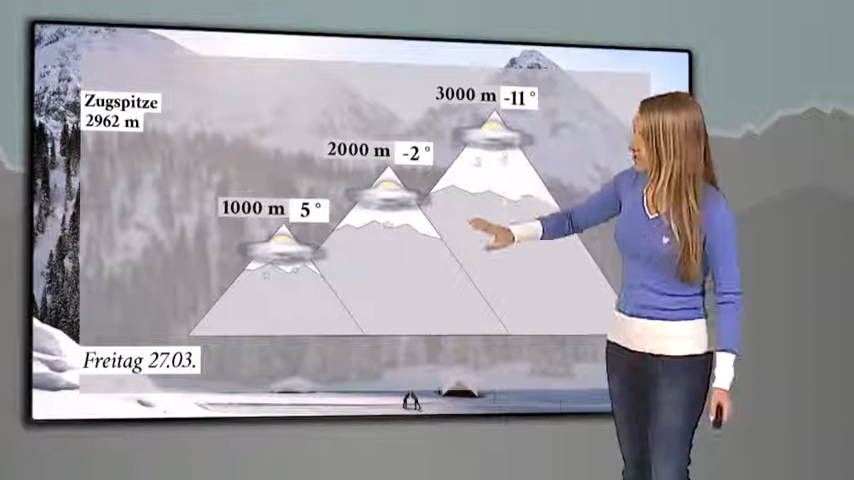 Zugspitze
2962 m
3000 m -11°
2000 m -2°
1000 m 5°
Freitag 27.03.